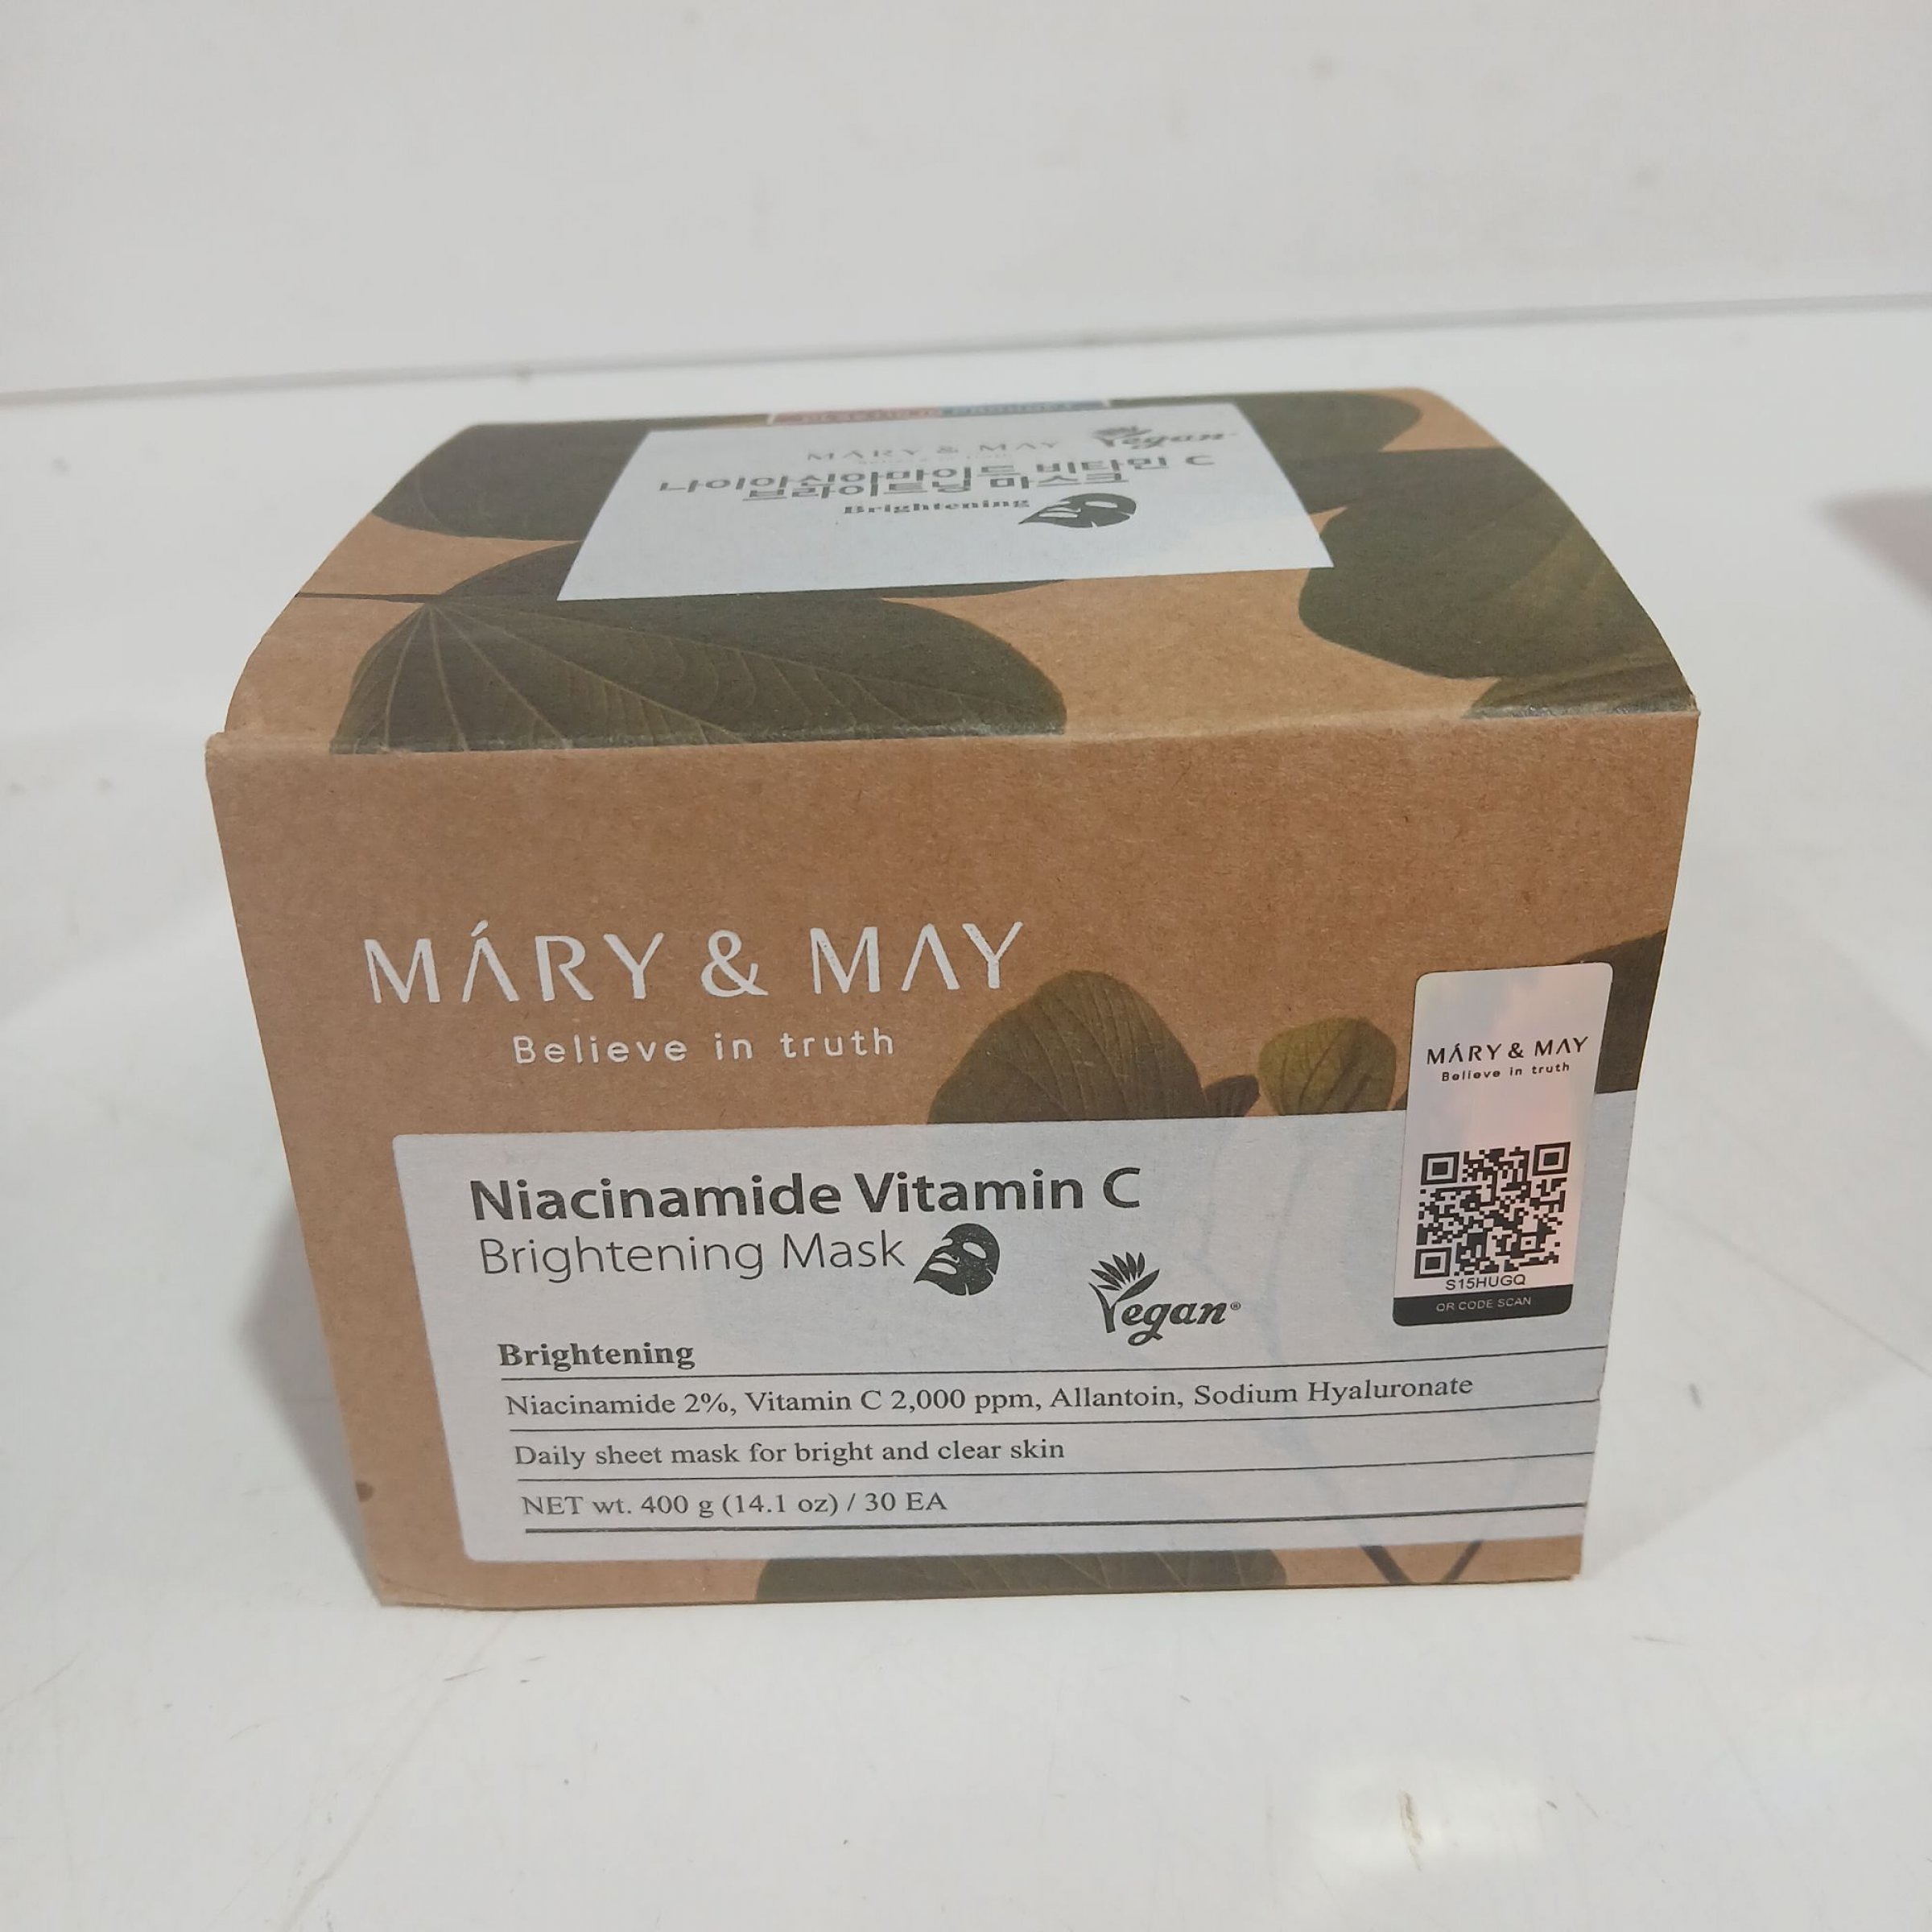 MÁRY & MAY
Vegan
나이아신아마이드 비타민 C
브라이트닝 마스크
Brightening
MÁRY & MAY
Believe in truth
Niacinamide Vitamin C
Brightening Mask
Vegan®
Brightening
Niacinamide 2%, Vitamin C 2,000 ppm, Allantoin, Sodium Hyaluronate
Daily sheet mask for bright and clear skin
NET wt. 400 g (14.1 oz) / 30 EA
MÁRY & MAY
Believe in truth
S15HUGQ
QR CODE SCAN